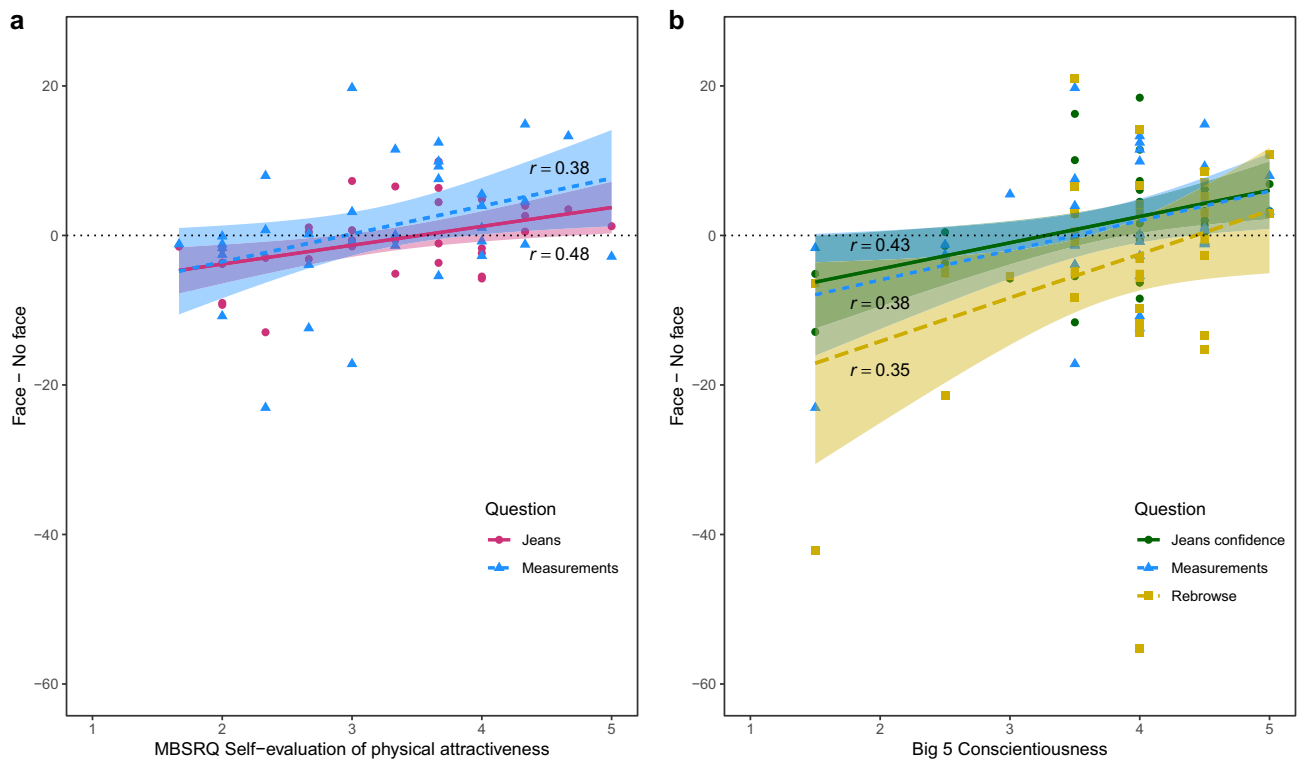 a
20
0
−20
−40
−60
Face − No face
r = 0.38
r = 0.48
Question
Jeans
Measurements
1 2 3 4 5
MBSRQ Self−evaluation of physical attractiveness
b
20
0
−20
−40
−60
Face − No face
r = 0.43
r = 0.38
r = 0.35
Question
Jeans confidence
Measurements
Rebrowse
1 2 3 4 5
Big 5 Conscientiousness